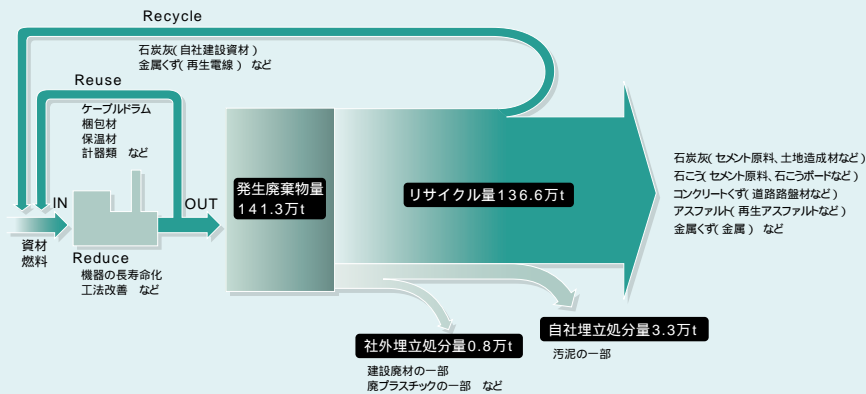 Recycle
石炭灰(自社建設資材)
金属くず(再生電線) など
Reuse
ケーブルドラム
梱包材
保温材
計器類 など
IN
OUT
資材
燃料
Reduce
機器の長寿命化
工法改善 など
発生廃棄物量
141.3万t
リサイクル量136.6万t
石炭灰(セメント原料、土地造成材など)
石こう(セメント原料、石こうボードなど)
コンクリートくず(道路路盤材など)
アスファルト(再生アスファルトなど)
金属くず(金属) など
社外埋立処分量0.8万t
建設廃材の一部
廃プラスチックの一部 など
自社埋立処分量3.3万t
汚泥の一部